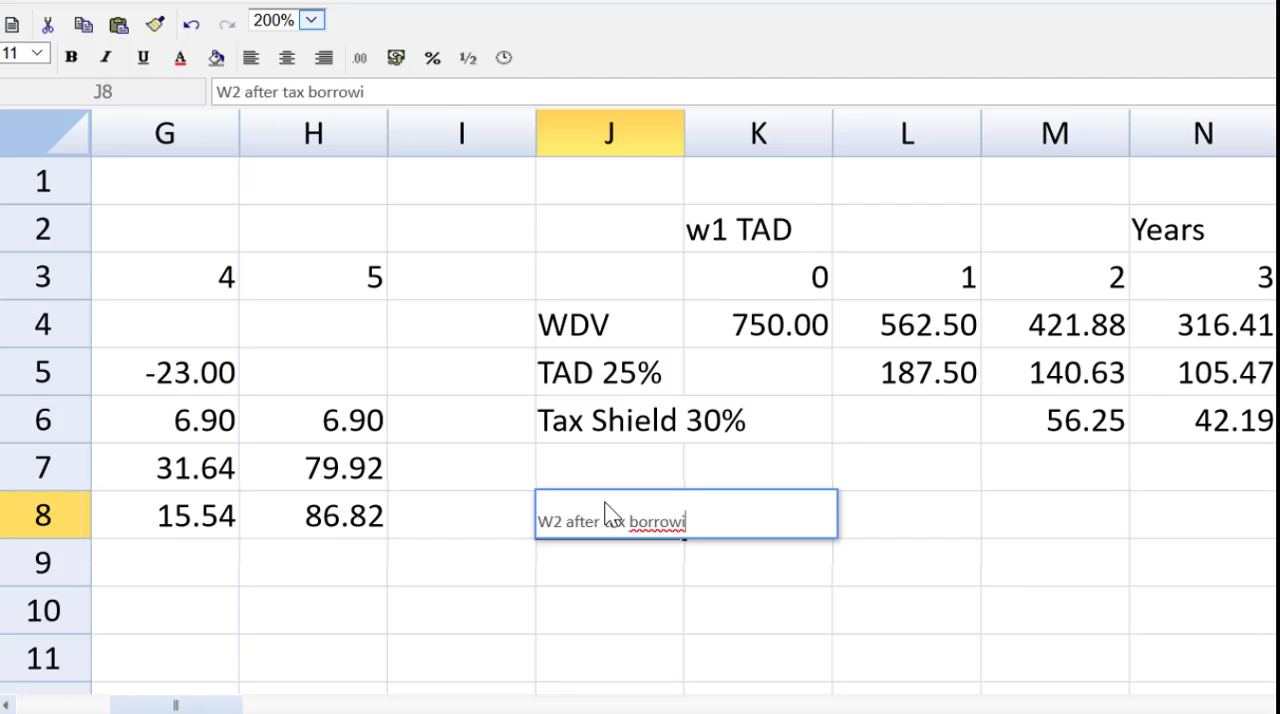 200%
11 B I U A .00 % 1/2
J8 W2 after tax borrowi
G H I J K L M N
1
2 w1 TAD Years
3 4 5 0 1 2 3
4 WDV 750.00 562.50 421.88 316.41
5 -23.00 TAD 25% 187.50 140.63 105.47
6 6.90 6.90 Tax Shield 30% 56.25 42.19
7 31.64 79.92
8 15.54 86.82 W2 after tax borrowi
9
10
11